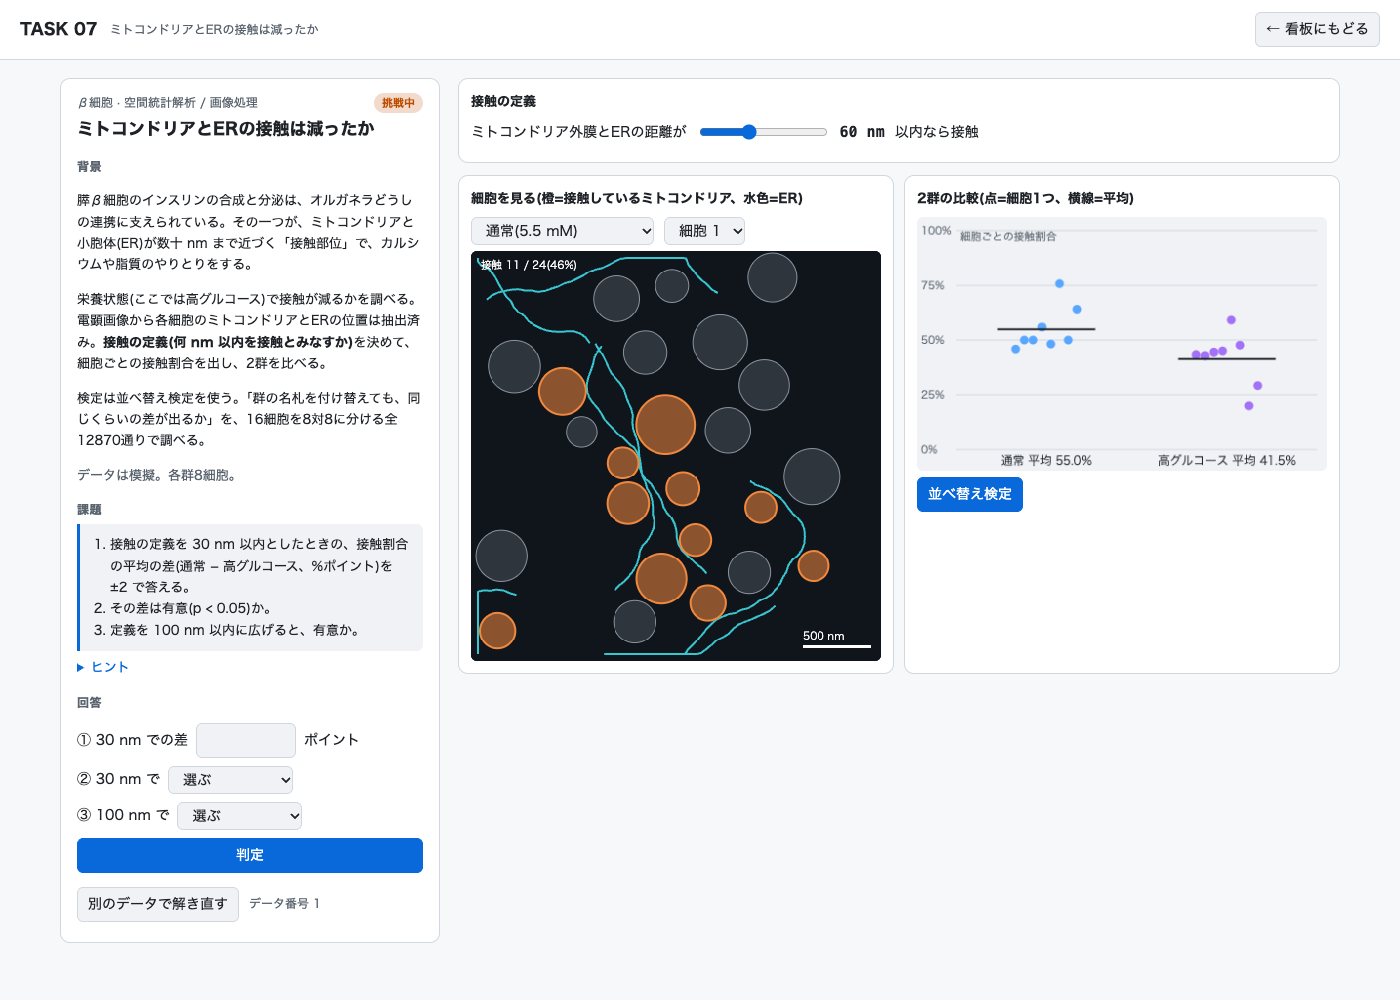 TASK 07
ミトコンドリアとERの接触は減ったか
← 看板にもどる
β細胞 · 空間統計解析 / 画像処理
挑戦中
ミトコンドリアとERの接触は減ったか
背景
膵β細胞のインスリンの合成と分泌は、オルガネラどうし
の連携に支えられている。その一つが、ミトコンドリアと
小胞体(ER)が数十 nm まで近づく「接触部位」で、カルシ
ウムや脂質のやりとりをする。
栄養状態(ここでは高グルコース)で接触が減るかを調べる。
電顕画像から各細胞のミトコンドリアとERの位置は抽出済
み。接触の定義(何 nm 以内を接触とみなすか)を決めて、
細胞ごとの接触割合を出し、2群を比べる。
検定は並べ替え検定を使う。「群の名札を付け替えても、同
じくらいの差が出るか」を、16細胞を8対8に分ける全
12870通りで調べる。
データは模擬。各群8細胞。
課題
1. 接触の定義を 30 nm 以内としたときの、接触割合
の平均の差(通常 − 高グルコース、%ポイント)を
±2 で答える。
2. その差は有意(p < 0.05)か。
3. 定義を 100 nm 以内に広げると、有意か。
▶ ヒント
回答
① 30 nm での差
ポイント
② 30 nm で
選ぶ
③ 100 nm で
選ぶ
判定
別のデータで解き直す
データ番号 1
接触の定義
ミトコンドリア外膜とERの距離が
60 nm
以内なら接触
細胞を見る(橙=接触しているミトコンドリア、水色=ER)
通常(5.5 mM)
細胞 1
接触 11 / 24(46%)
500 nm
2群の比較(点=細胞1つ、横線=平均)
100%
細胞ごとの接触割合
75%
50%
25%
0%
通常 平均 55.0%
高グルコース 平均 41.5%
並べ替え検定